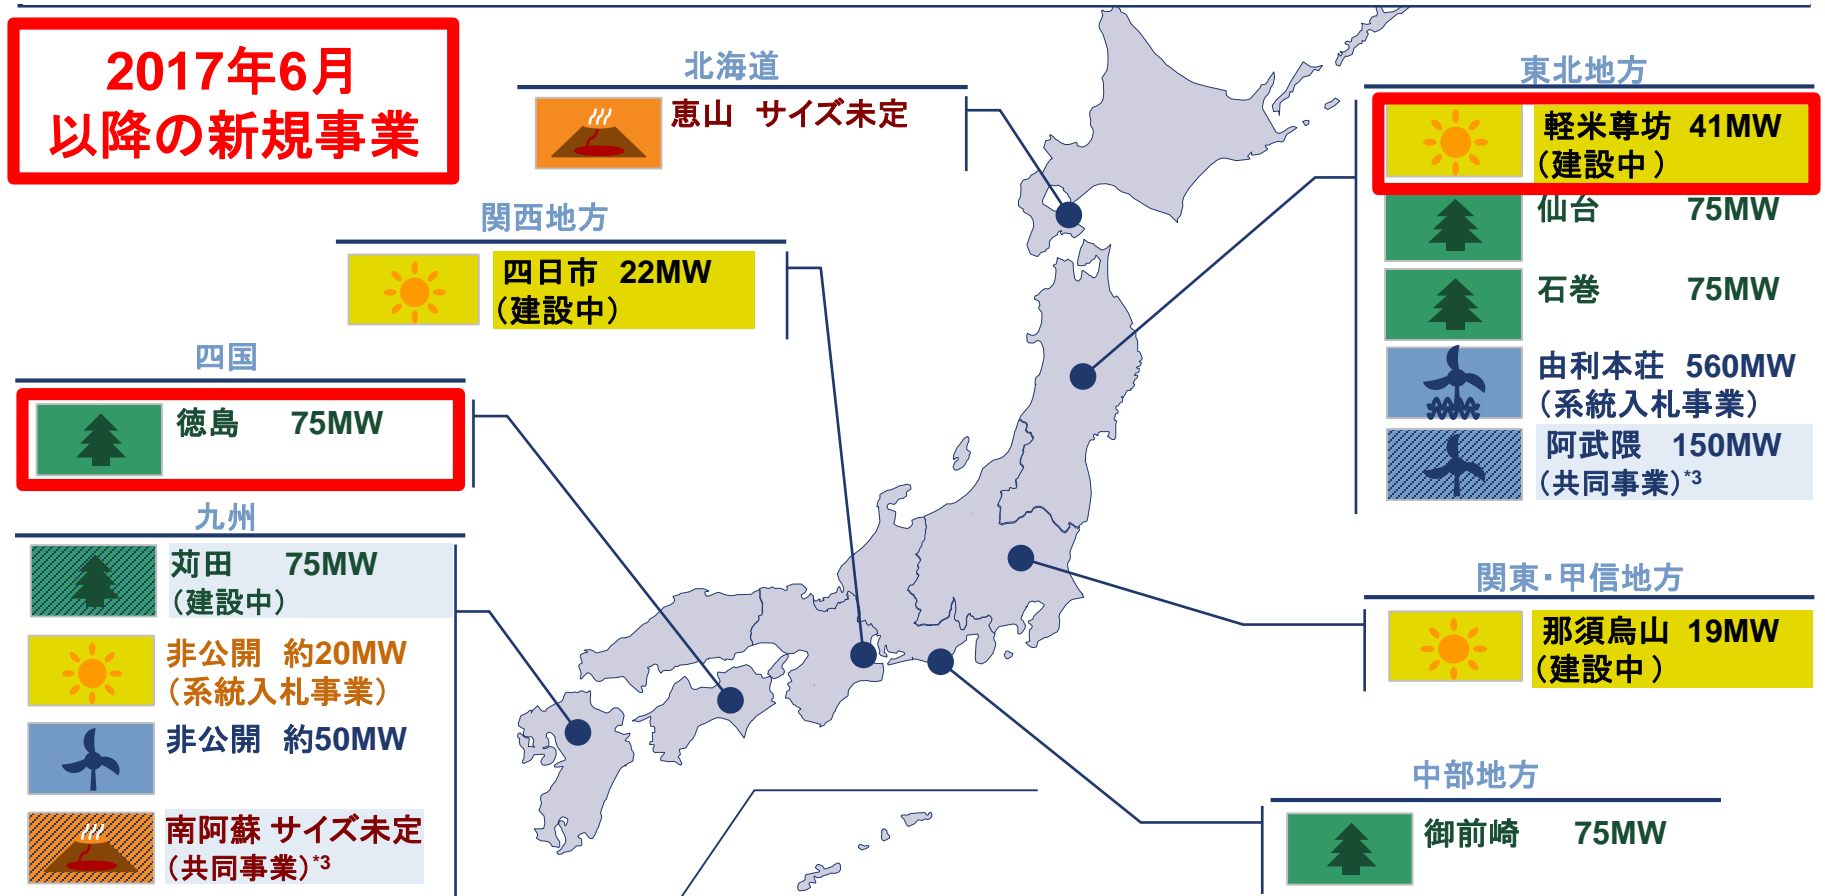 2017年6月
以降の新規事業
北海道
恵山 サイズ未定
関西地方
四日市 22MW
(建設中)
四国
徳島 75MW
九州
苅田 75MW
(建設中)
非公開 約20MW
(系統入札事業)
非公開 約50MW
南阿蘇 サイズ未定
(共同事業)*3
東北地方
軽米尊坊 41MW
(建設中)
仙台 75MW
石巻 75MW
由利本荘 560MW
(系統入札事業)
阿武隈 150MW
(共同事業)*3
関東・甲信地方
那須烏山 19MW
(建設中)
中部地方
御前崎 75MW